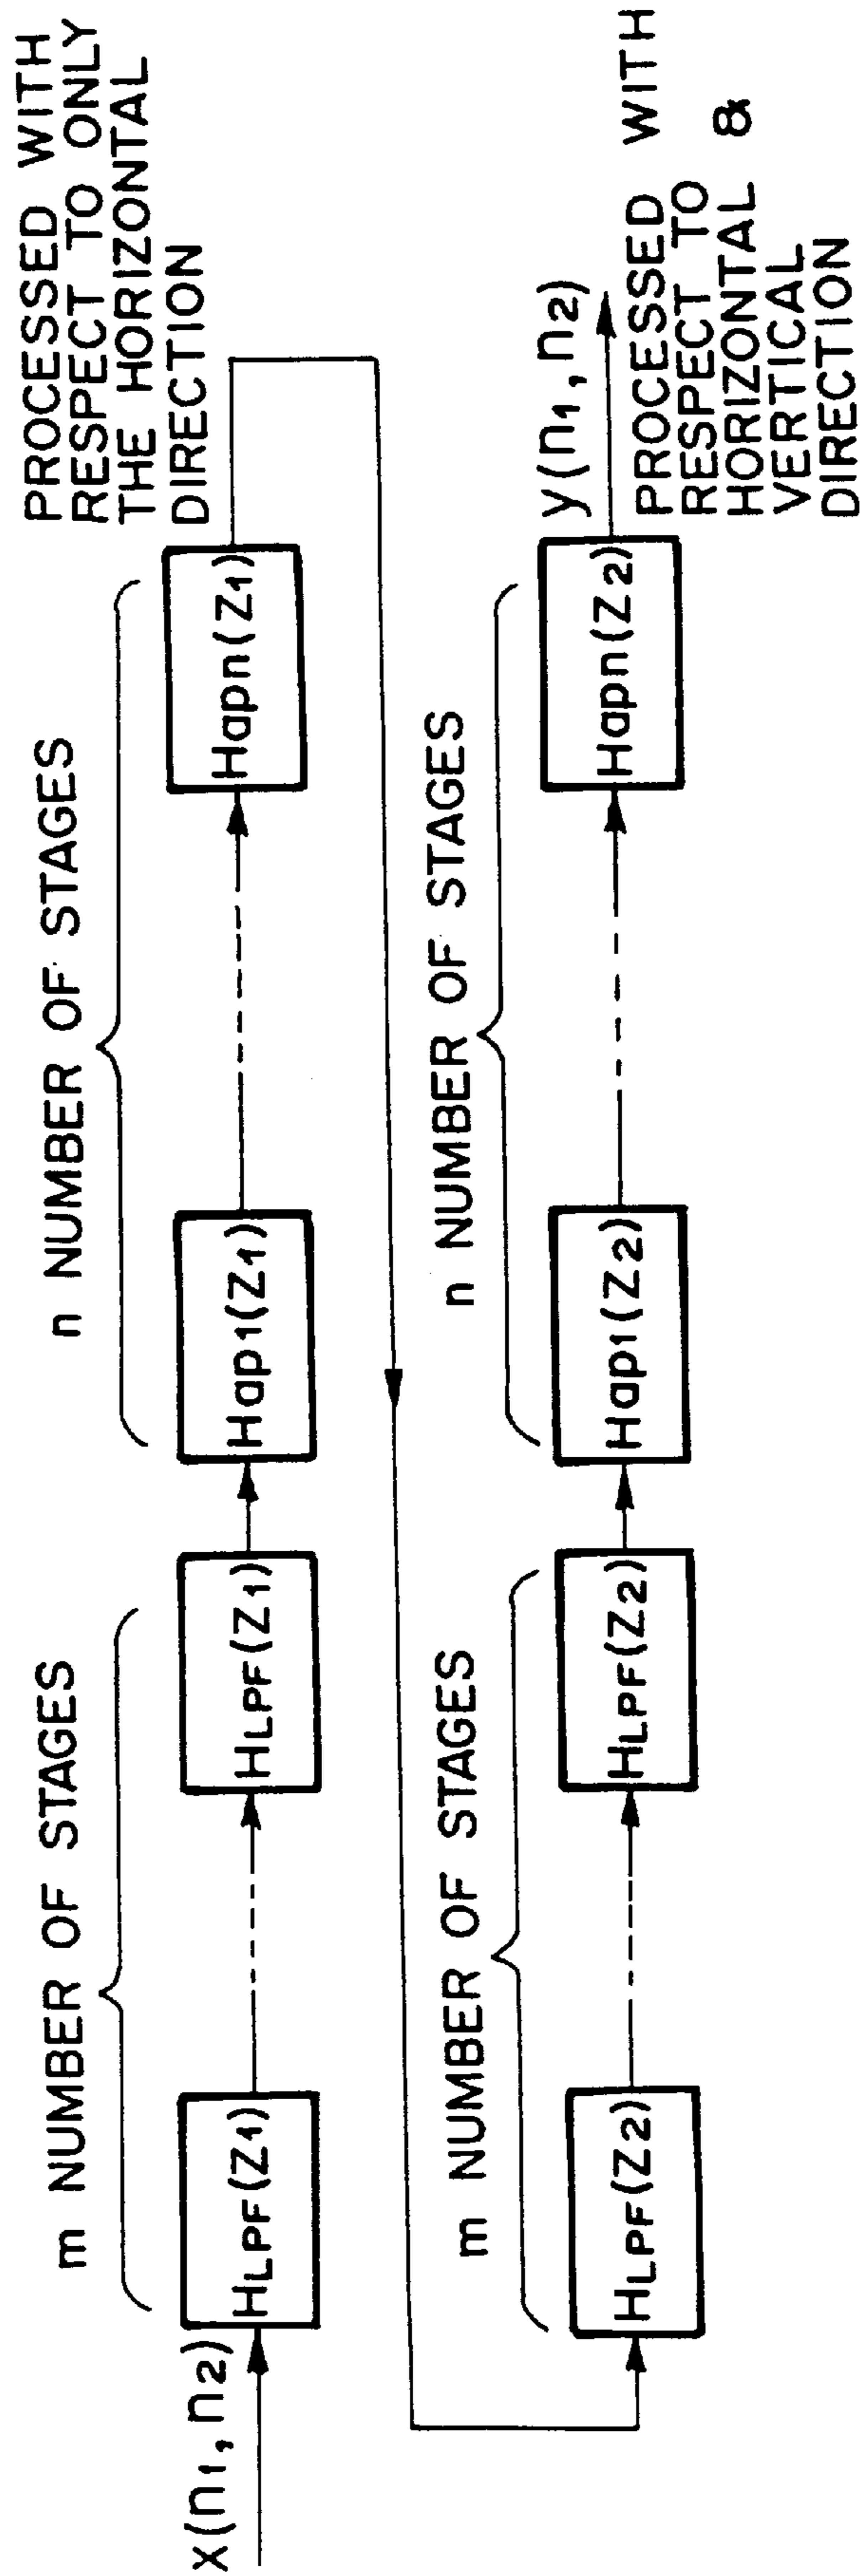 x(n1, n2)
m NUMBER OF STAGES
HLPF(Z1)
HLPF(Z1)
n NUMBER OF STAGES
Hap1(Z1)
Hapn(Z1)
PROCESSED WITH
RESPECT TO ONLY
THE HORIZONTAL
DIRECTION
m NUMBER OF STAGES
HLPF(Z2)
HLPF(Z2)
n NUMBER OF STAGES
Hap1(Z2)
Hapn(Z2)
y(n1, n2)
PROCESSED WITH
RESPECT TO
HORIZONTAL &
VERTICAL
DIRECTION